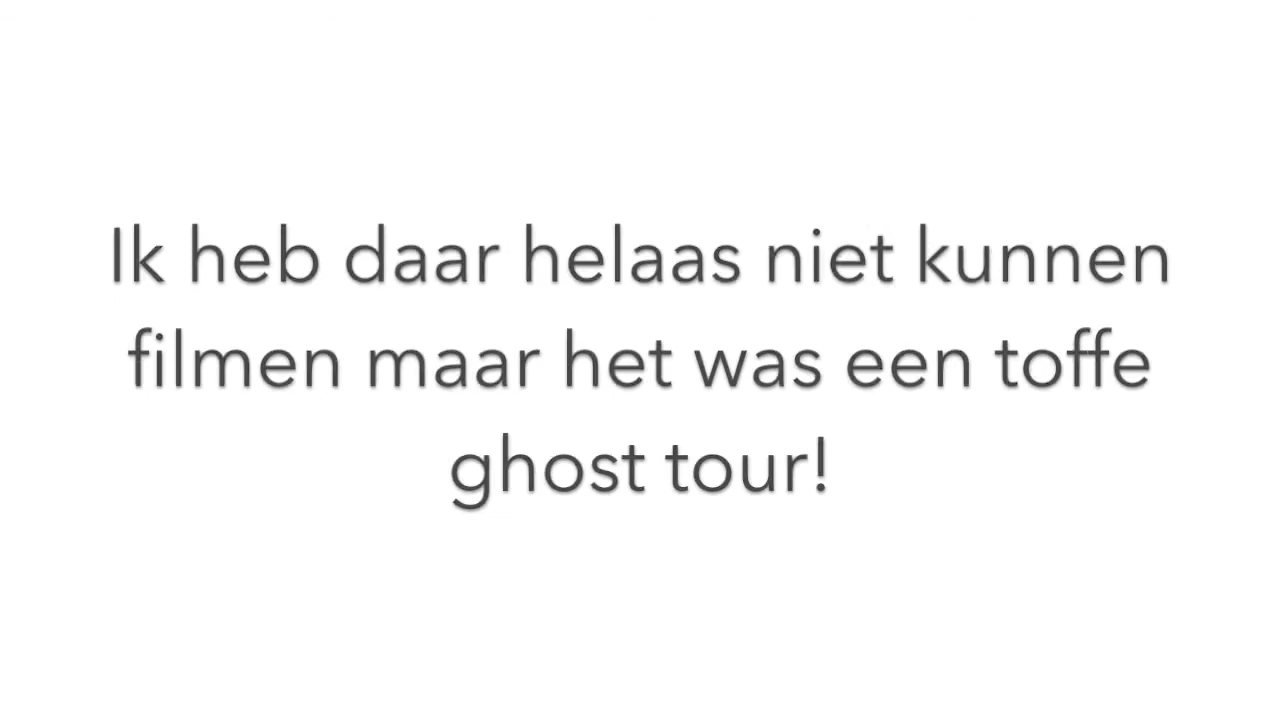 Ik heb daar helaas niet kunnen
filmen maar het was een toffe
ghost tour!